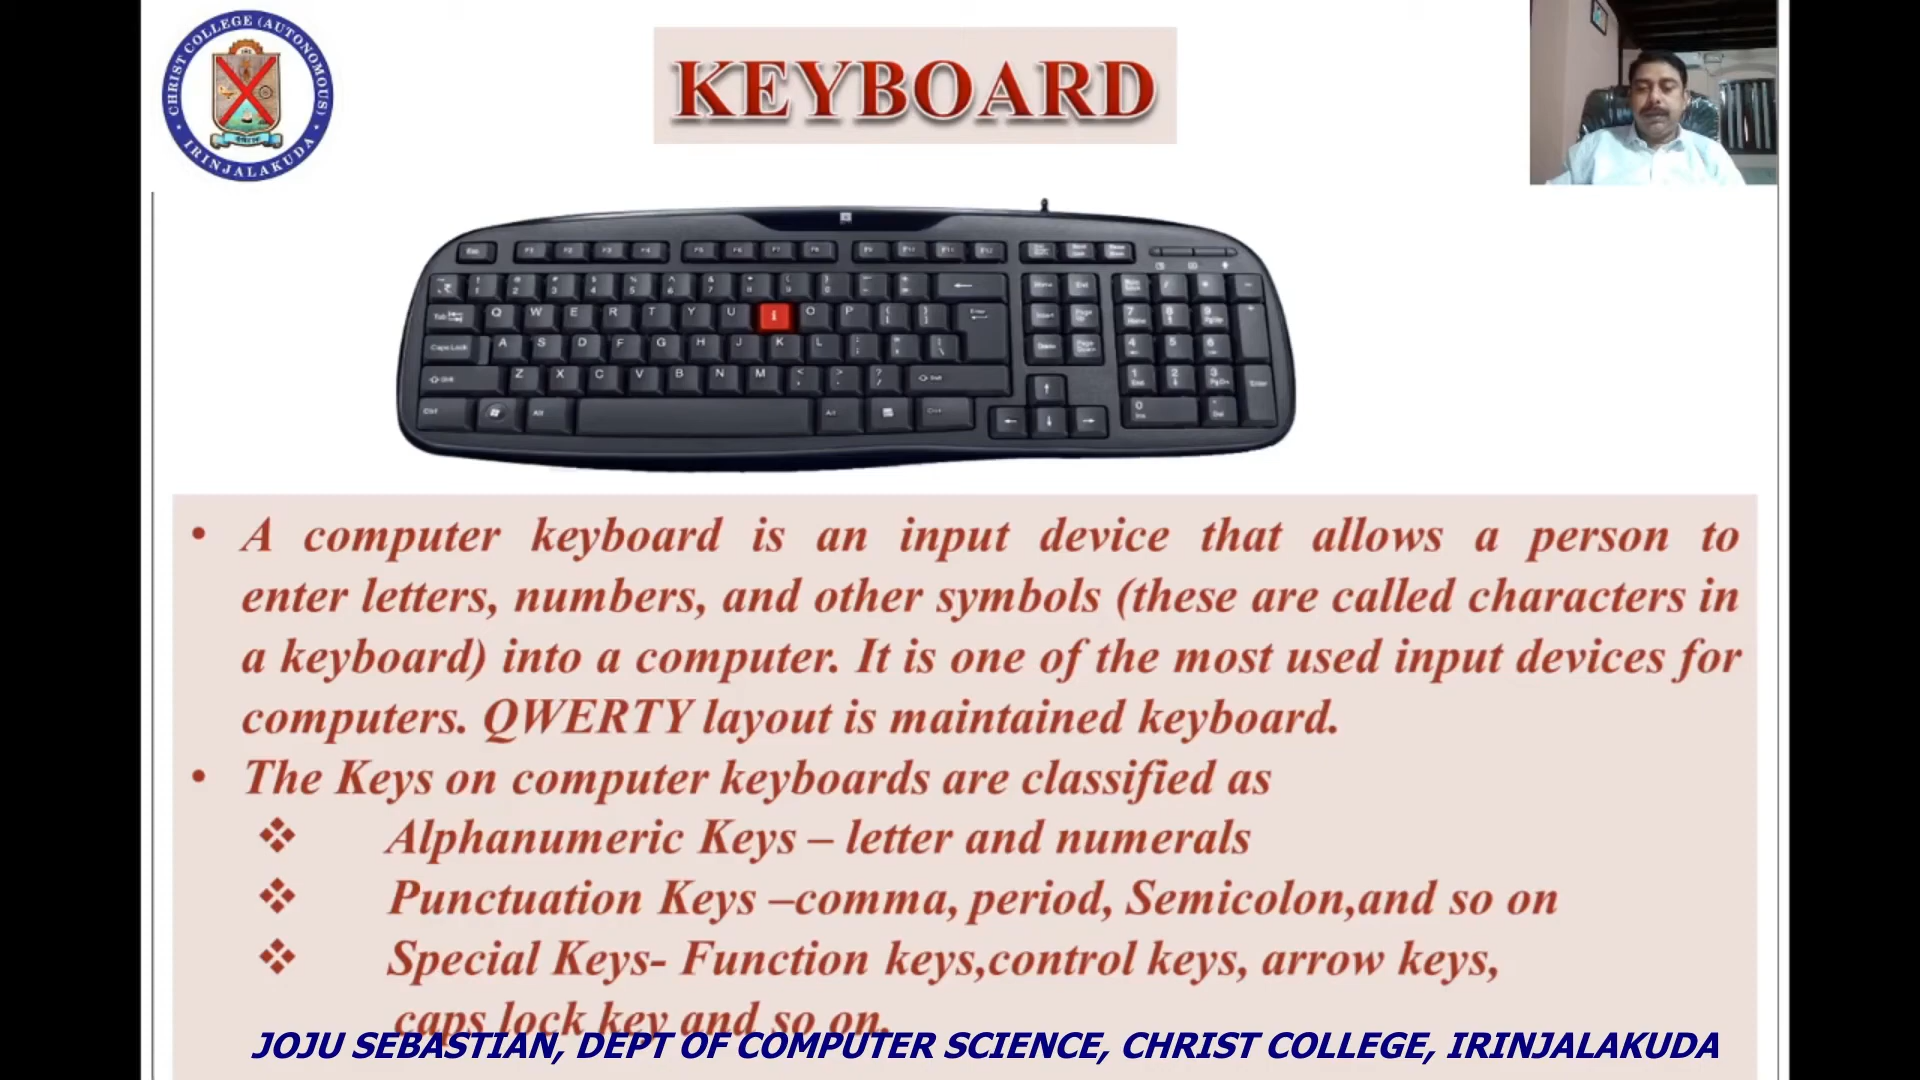 CHRIST COLLEGE (AUTONOMOUS)
IRINJALAKUDA
KEYBOARD
Q W E R T Y U i O P
A S D F G H J K L
Z X C V B N M
• A computer keyboard is an input device that allows a person to
enter letters, numbers, and other symbols (these are called characters in
a keyboard) into a computer. It is one of the most used input devices for
computers. QWERTY layout is maintained keyboard.
• The Keys on computer keyboards are classified as
❖ Alphanumeric Keys – letter and numerals
❖ Punctuation Keys –comma, period, Semicolon,and so on
❖ Special Keys- Function keys,control keys, arrow keys,
caps lock key and so on.
JOJU SEBASTIAN, DEPT OF COMPUTER SCIENCE, CHRIST COLLEGE, IRINJALAKUDA